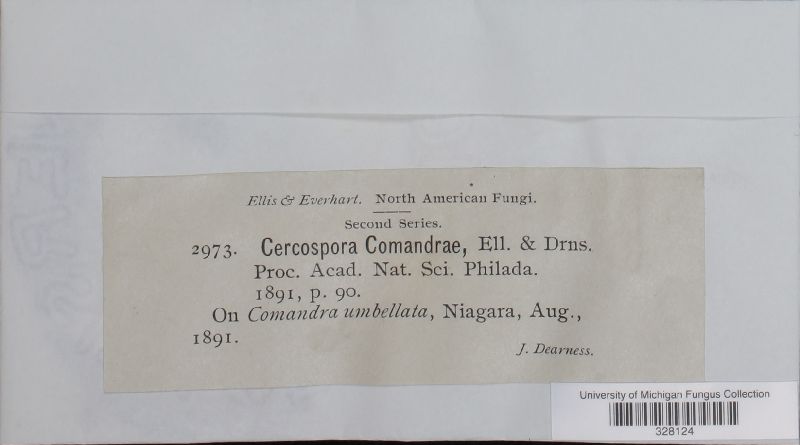 Ellis & Everhart. North American Fungi.
Second Series.
2973. Cercospora Comandrae, Ell. & Drns.
Proc. Acad. Nat. Sci. Philada.
1891, p. 90.
On Comandra umbellata, Niagara, Aug.,
1891.
J. Dearness.
University of Michigan Fungus Collection
328124